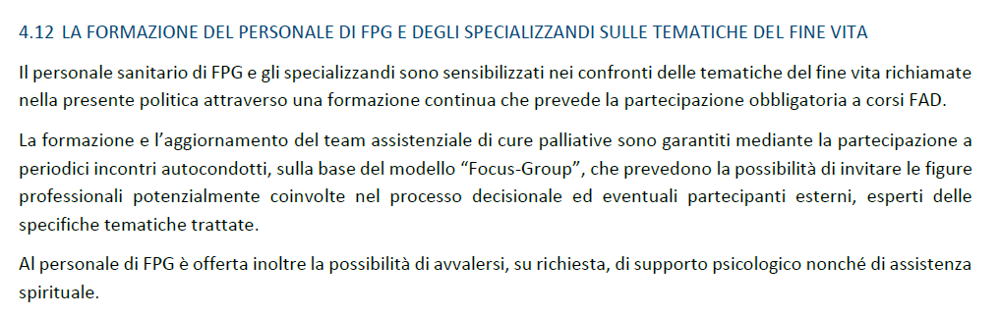 4.12 LA FORMAZIONE DEL PERSONALE DI FPG E DEGLI SPECIALIZZANDI SULLE TEMATICHE DEL FINE VITA
Il personale sanitario di FPG e gli specializzandi sono sensibilizzati nei confronti delle tematiche del fine vita richiamate
nella presente politica attraverso una formazione continua che prevede la partecipazione obbligatoria a corsi FAD.
La formazione e l’aggiornamento del team assistenziale di cure palliative sono garantiti mediante la partecipazione a
periodici incontri autocondotti, sulla base del modello “Focus-Group”, che prevedono la possibilità di invitare le figure
professionali potenzialmente coinvolte nel processo decisionale ed eventuali partecipanti esterni, esperti delle
specifiche tematiche trattate.
Al personale di FPG è offerta inoltre la possibilità di avvalersi, su richiesta, di supporto psicologico nonché di assistenza
spirituale.